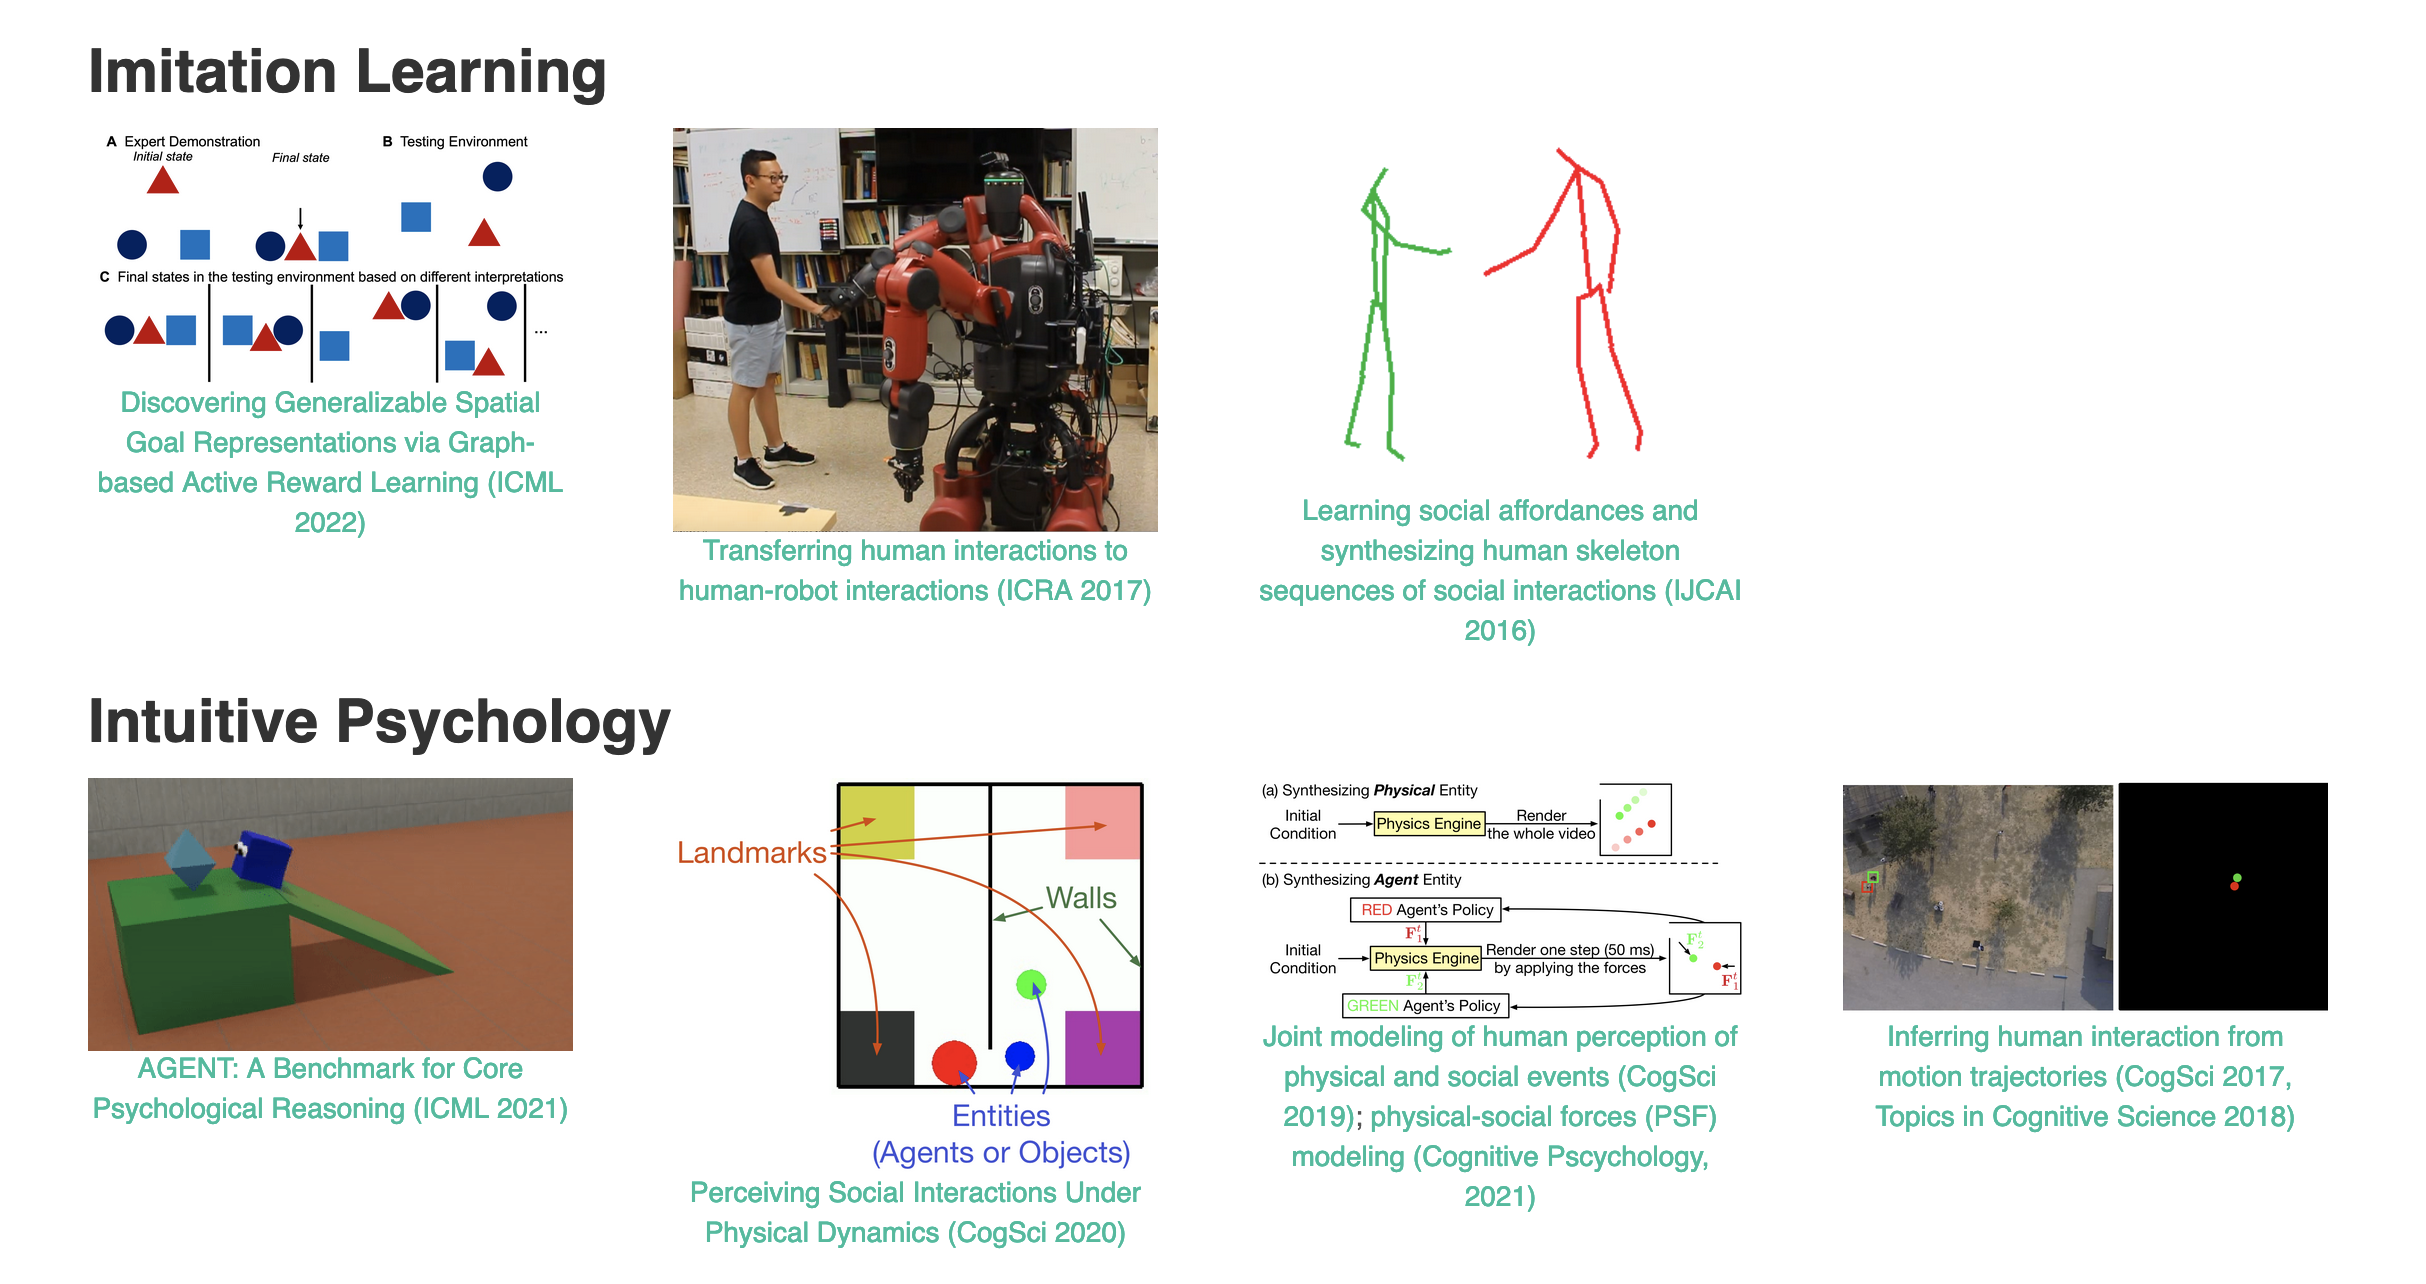 Imitation Learning
A Expert Demonstration
Initial state
Final state
B Testing Environment
C Final states in the testing environment based on different interpretations
...
Discovering Generalizable Spatial
Goal Representations via Graph-
based Active Reward Learning (ICML
2022)
Transferring human interactions to
human-robot interactions (ICRA 2017)
Learning social affordances and
synthesizing human skeleton
sequences of social interactions (IJCAI
2016)
Intuitive Psychology
AGENT: A Benchmark for Core
Psychological Reasoning (ICML 2021)
Landmarks
Walls
Entities
(Agents or Objects)
Perceiving Social Interactions Under
Physical Dynamics (CogSci 2020)
(a) Synthesizing Physical Entity
Initial
Condition
Physics Engine
Render
the whole video
(b) Synthesizing Agent Entity
RED Agent's Policy
F₁ᵗ
Initial
Condition
Physics Engine
Render one step (50 ms)
by applying the forces
F₂ᵗ
F₂ᵗ
F₁ᵗ
GREEN Agent's Policy
Joint modeling of human perception of
physical and social events (CogSci
2019); physical-social forces (PSF)
modeling (Cognitive Pscychology,
2021)
Inferring human interaction from
motion trajectories (CogSci 2017,
Topics in Cognitive Science 2018)